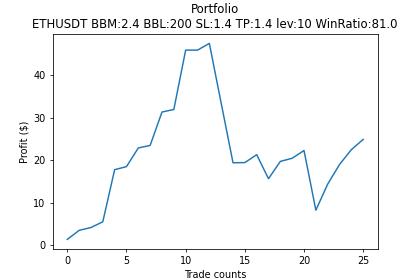 Portfolio
ETHUSDT BBM:2.4 BBL:200 SL:1.4 TP:1.4 lev:10 WinRatio:81.0
Profit ($)
40
30
20
10
0
0 5 10 15 20 25
Trade counts